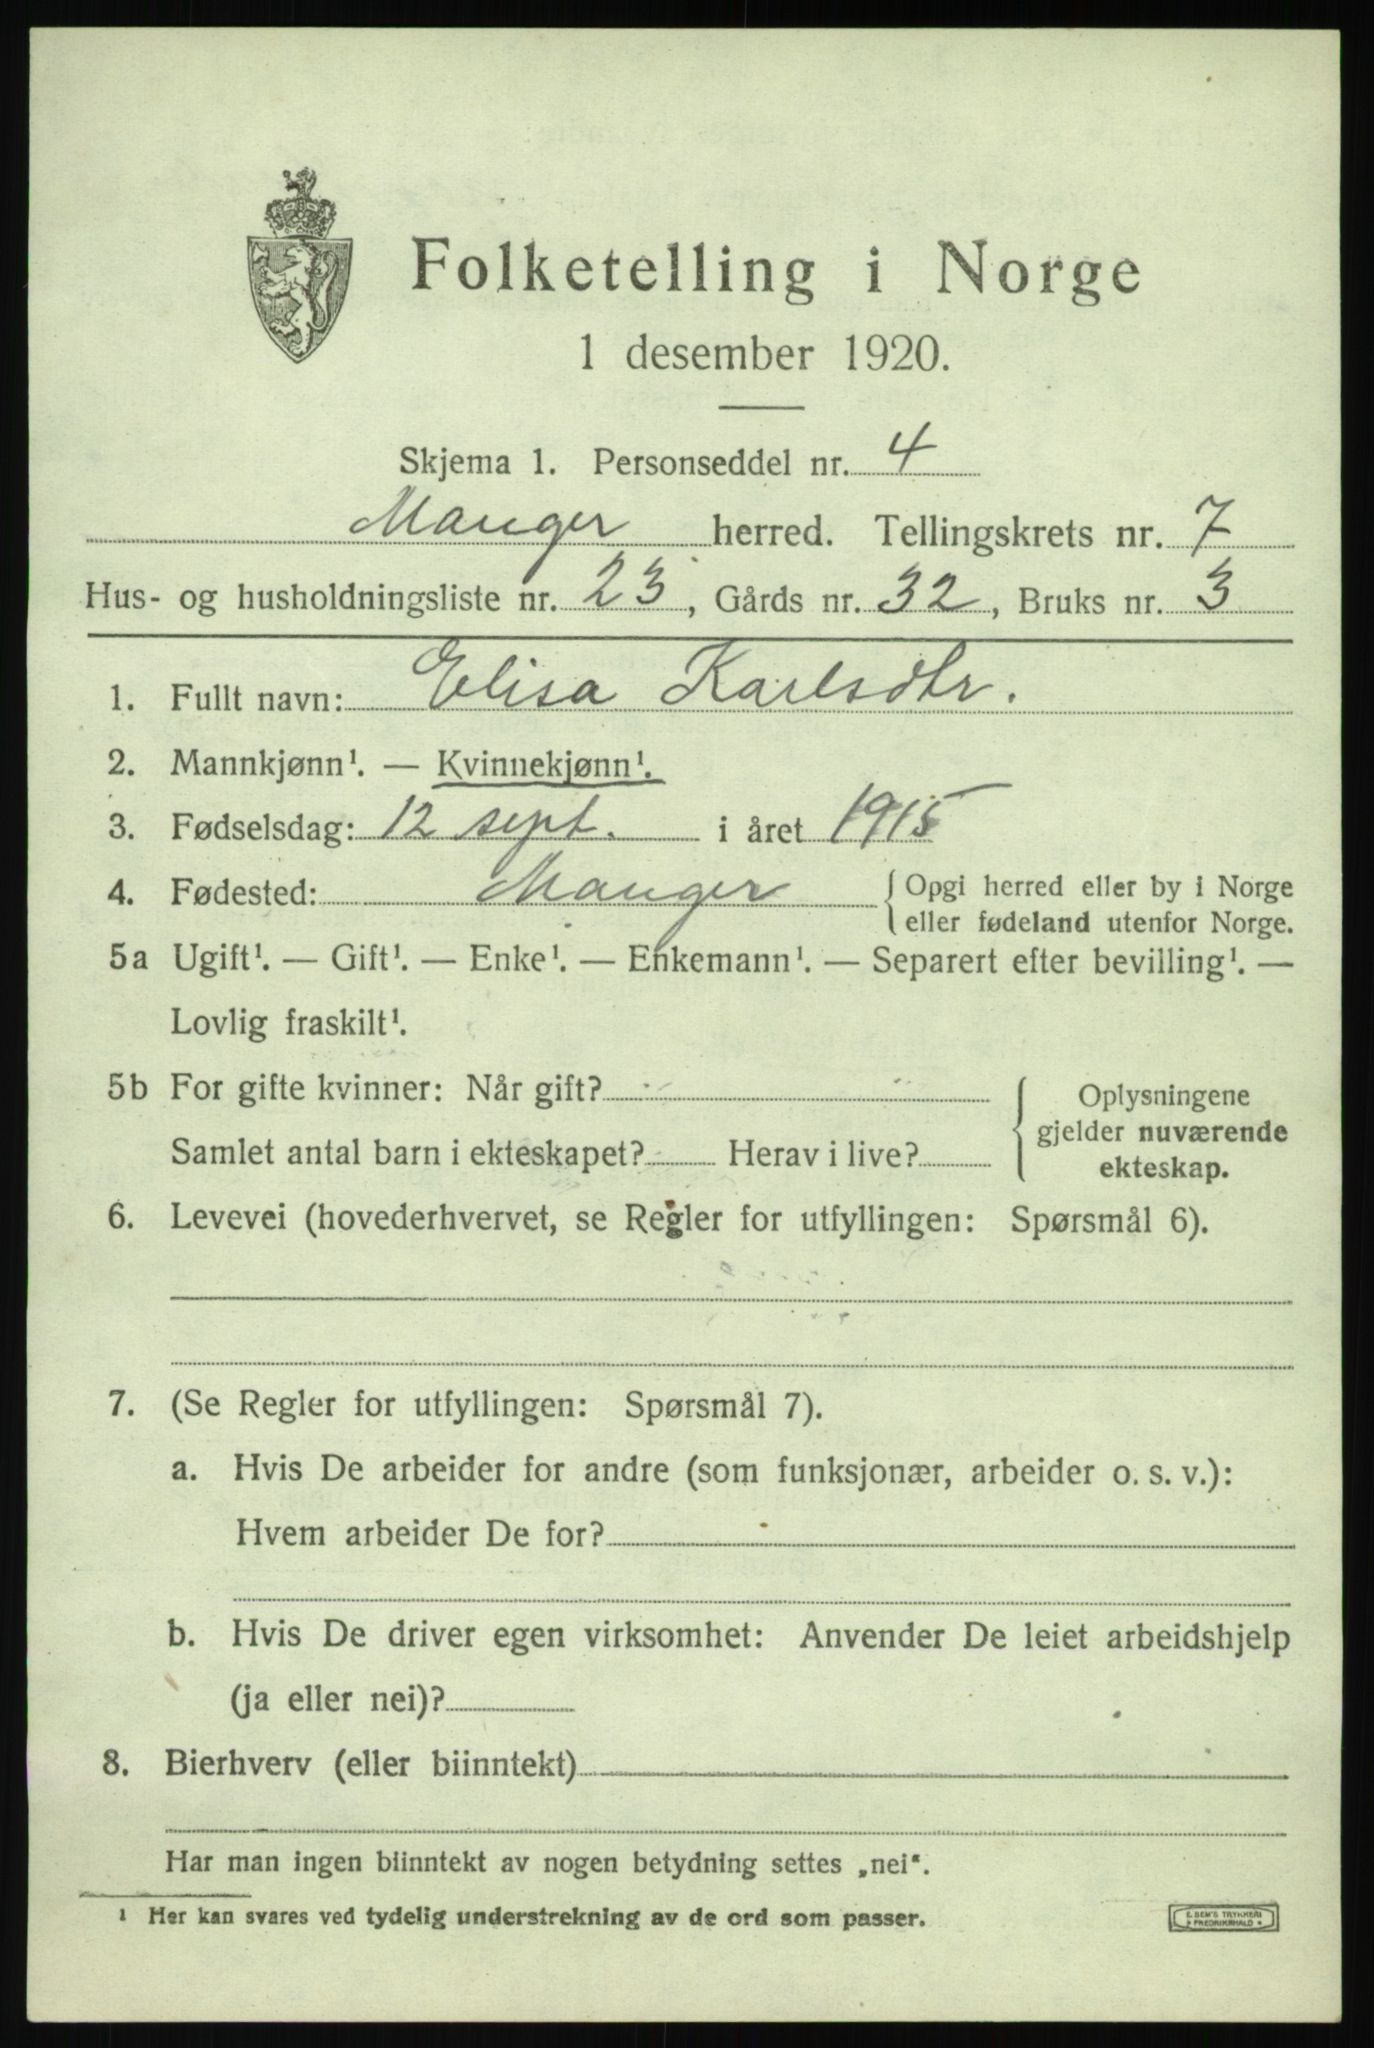 Folketelling i Norge
1 desember 1920.
Skjema 1. Personseddel nr. 4
Manger herred. Tellingskrets nr. 7
Hus- og husholdningsliste nr. 23, Gårds nr. 32, Bruks nr. 3
1. Fullt navn: Elisa Karlsdtr.
2. Mannkjønn¹. — Kvinnekjønn¹.
3. Fødselsdag: 12 sept. i året 1915
4. Fødested: Manger { Opgi herred eller by i Norge
eller fødeland utenfor Norge.
5a Ugift¹. — Gift¹. — Enke¹. — Enkemann¹. — Separert efter bevilling¹. —
Lovlig fraskilt¹.
5b For gifte kvinner: Når gift?
Samlet antal barn i ekteskapet? Herav i live?
{ Oplysningene
gjelder nuværende
ekteskap.
6. Levevei (hovederhvervet, se Regler for utfyllingen: Spørsmål 6).
7. (Se Regler for utfyllingen: Spørsmål 7).
a. Hvis De arbeider for andre (som funksjonær, arbeider o. s. v.):
Hvem arbeider De for?
b. Hvis De driver egen virksomhet: Anvender De leiet arbeidshjelp
(ja eller nei)?
8. Bierhverv (eller biinntekt)
Har man ingen biinntekt av nogen betydning settes „nei“.
¹ Her kan svares ved tydelig understrekning av de ord som passer.
E. SEM'S TRYKKERI
FREDRIKSHALD